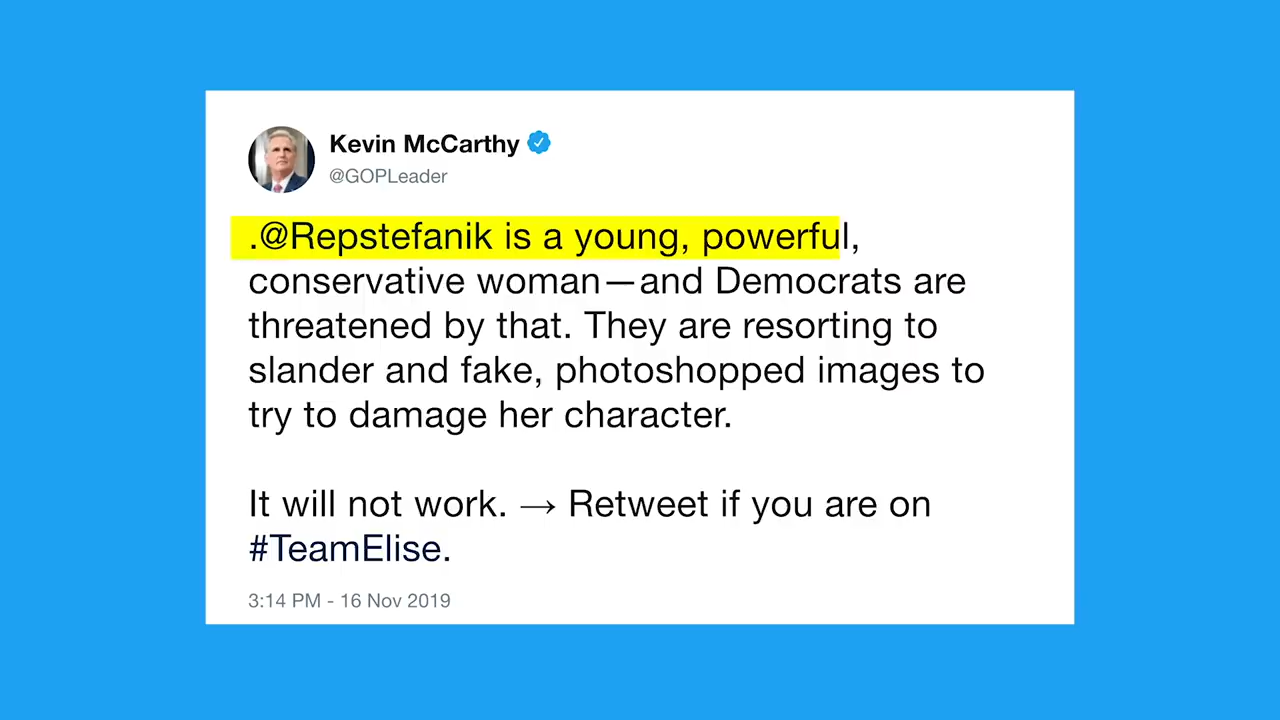 Kevin McCarthy
@GOPLeader
.@Repstefanik is a young, powerful,
conservative woman—and Democrats are
threatened by that. They are resorting to
slander and fake, photoshopped images to
try to damage her character.
It will not work. → Retweet if you are on
#TeamElise.
3:14 PM - 16 Nov 2019